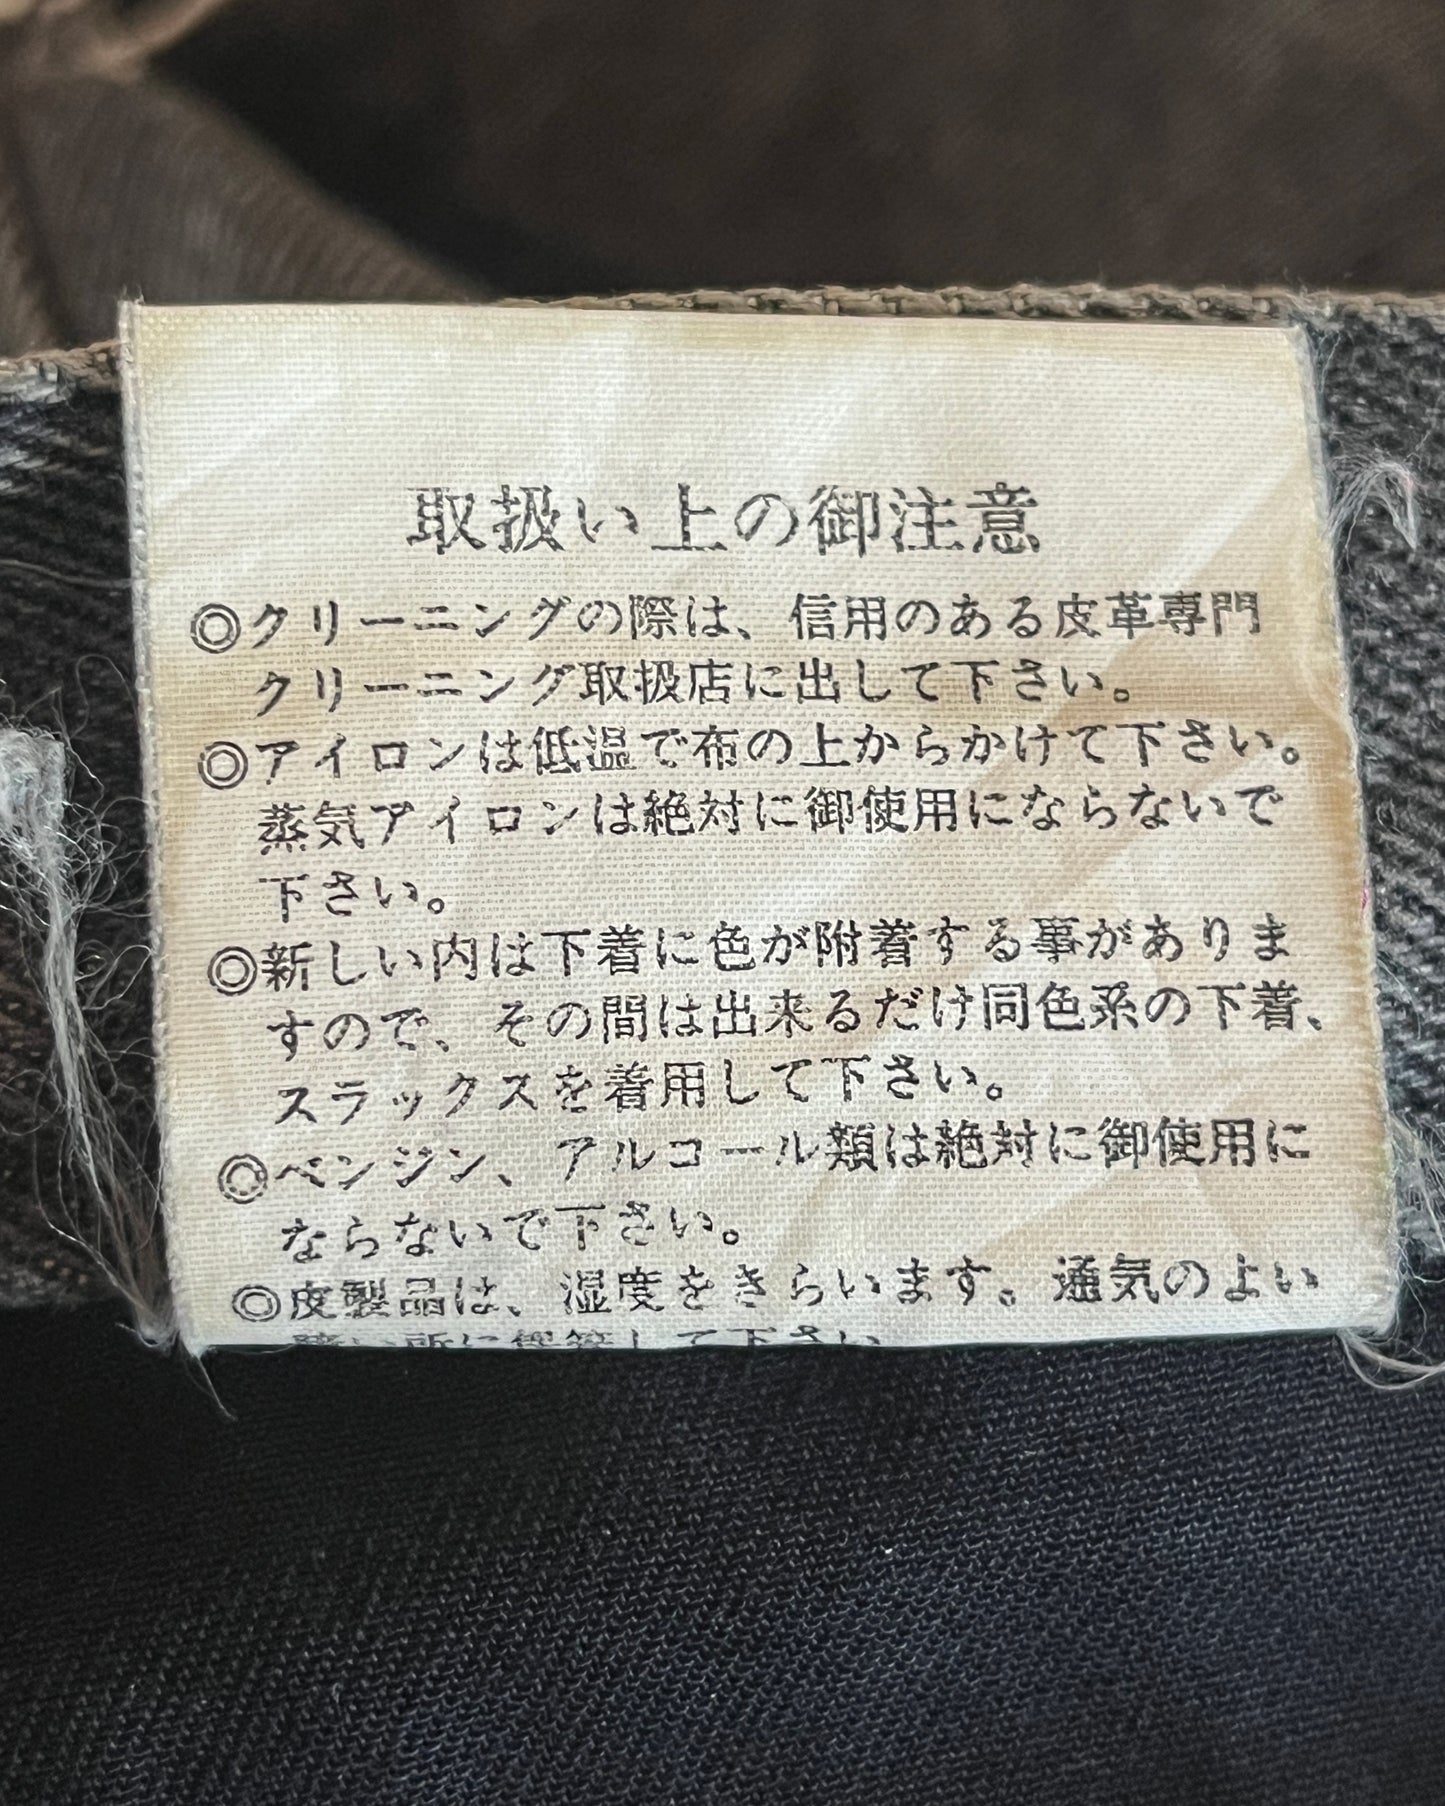 取扱い上の御注意
◎クリーニングの際は、信用のある皮革専門
クリーニング取扱店に出して下さい。
◎アイロンは低温で布の上からかけて下さい。
蒸気アイロンは絶対に御使用にならないで
下さい。
◎新しい内は下着に色が附着する事がありま
すので、その間は出来るだけ同色系の下着、
スラックスを着用して下さい。
◎ベンジン、アルコール類は絶対に御使用に
ならないで下さい。
◎皮製品は、湿度をきらいます。通気のよい
所に保管して下さい